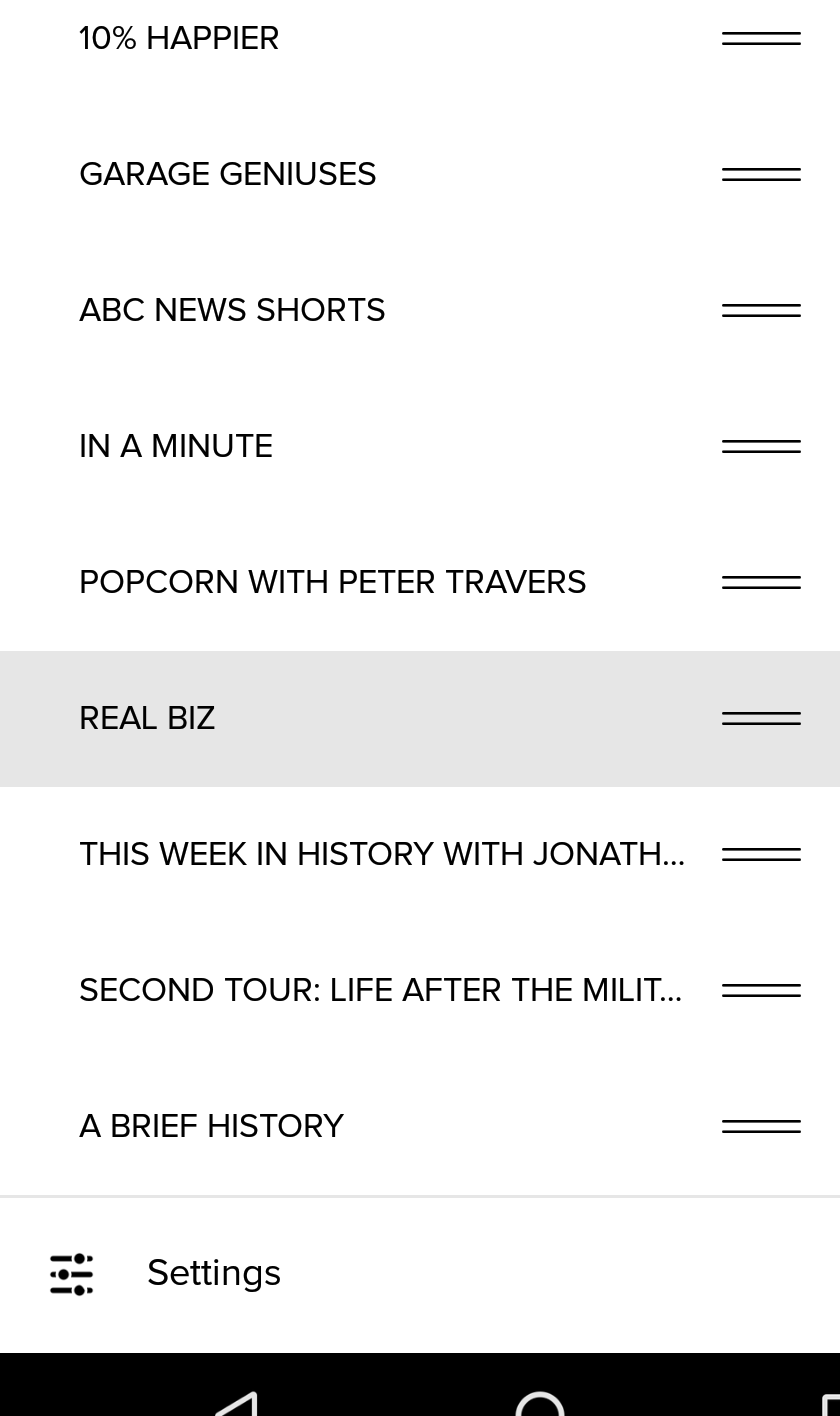 10% HAPPIER
GARAGE GENIUSES
ABC NEWS SHORTS
IN A MINUTE
POPCORN WITH PETER TRAVERS
REAL BIZ
THIS WEEK IN HISTORY WITH JONATH...
SECOND TOUR: LIFE AFTER THE MILIT...
A BRIEF HISTORY
Settings